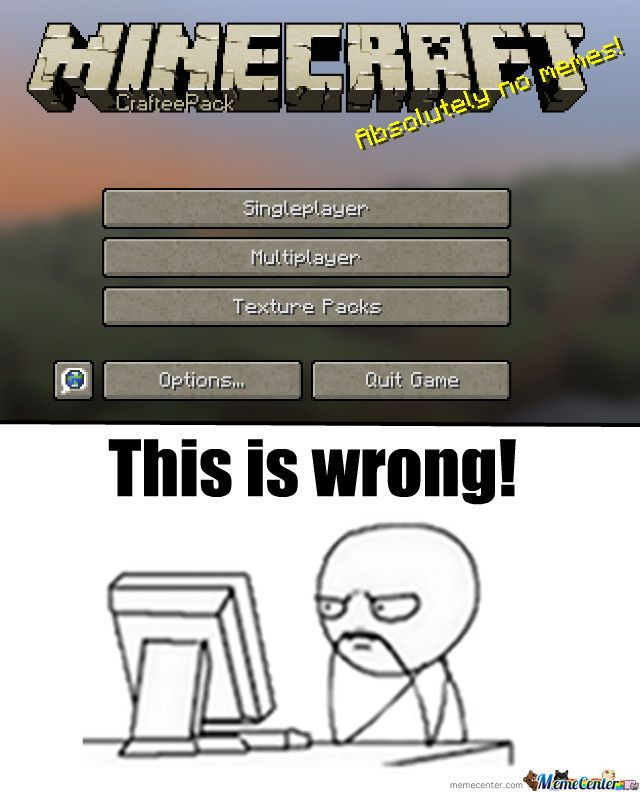 MINECRAFT
CrafteePack
Absolutely no memes!
Singleplayer
Multiplayer
Texture Packs
Options...
Quit Game
This is wrong!
memecenter.com MemeCenter